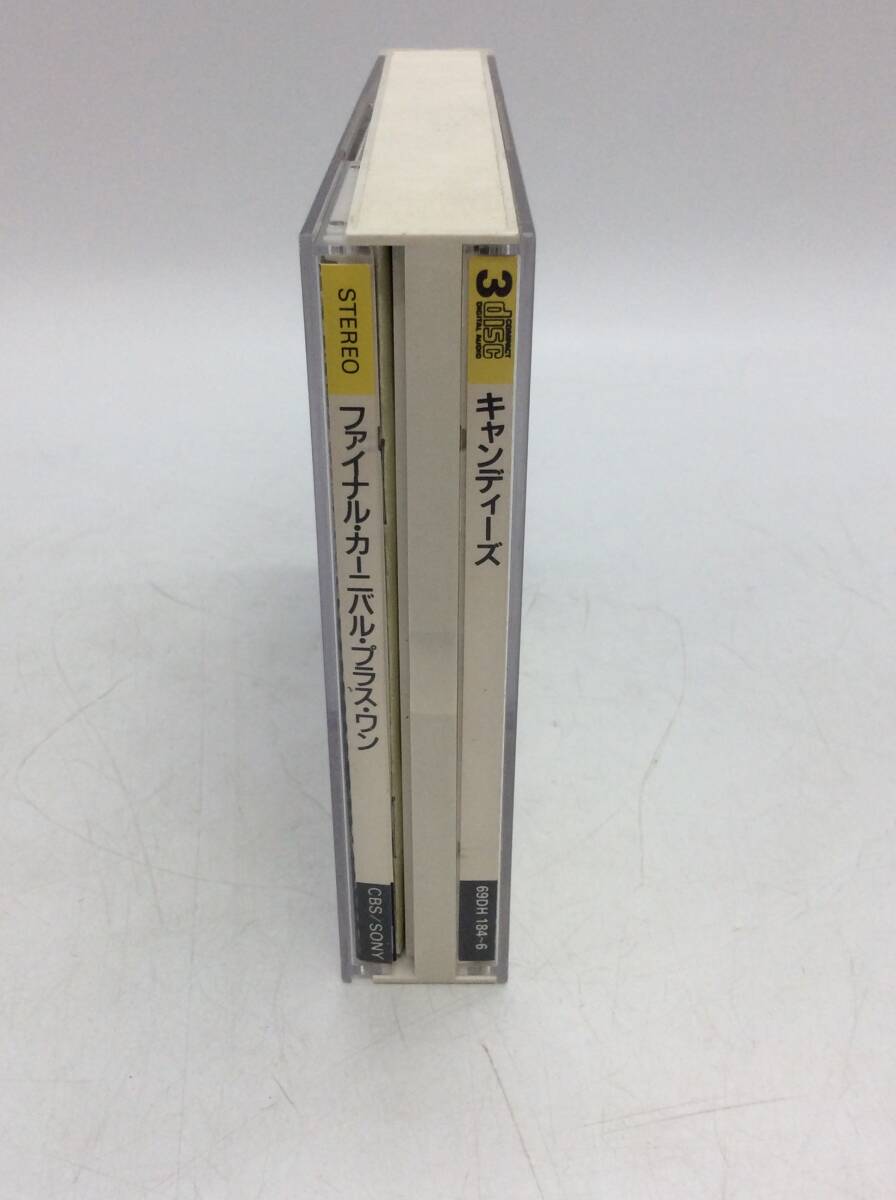 STEREO
ファイナル・カーニバル・プラス・ワン
CBS/SONY
3
COMPACT
disc
DIGITAL AUDIO
キャンディーズ
69DH 184~6